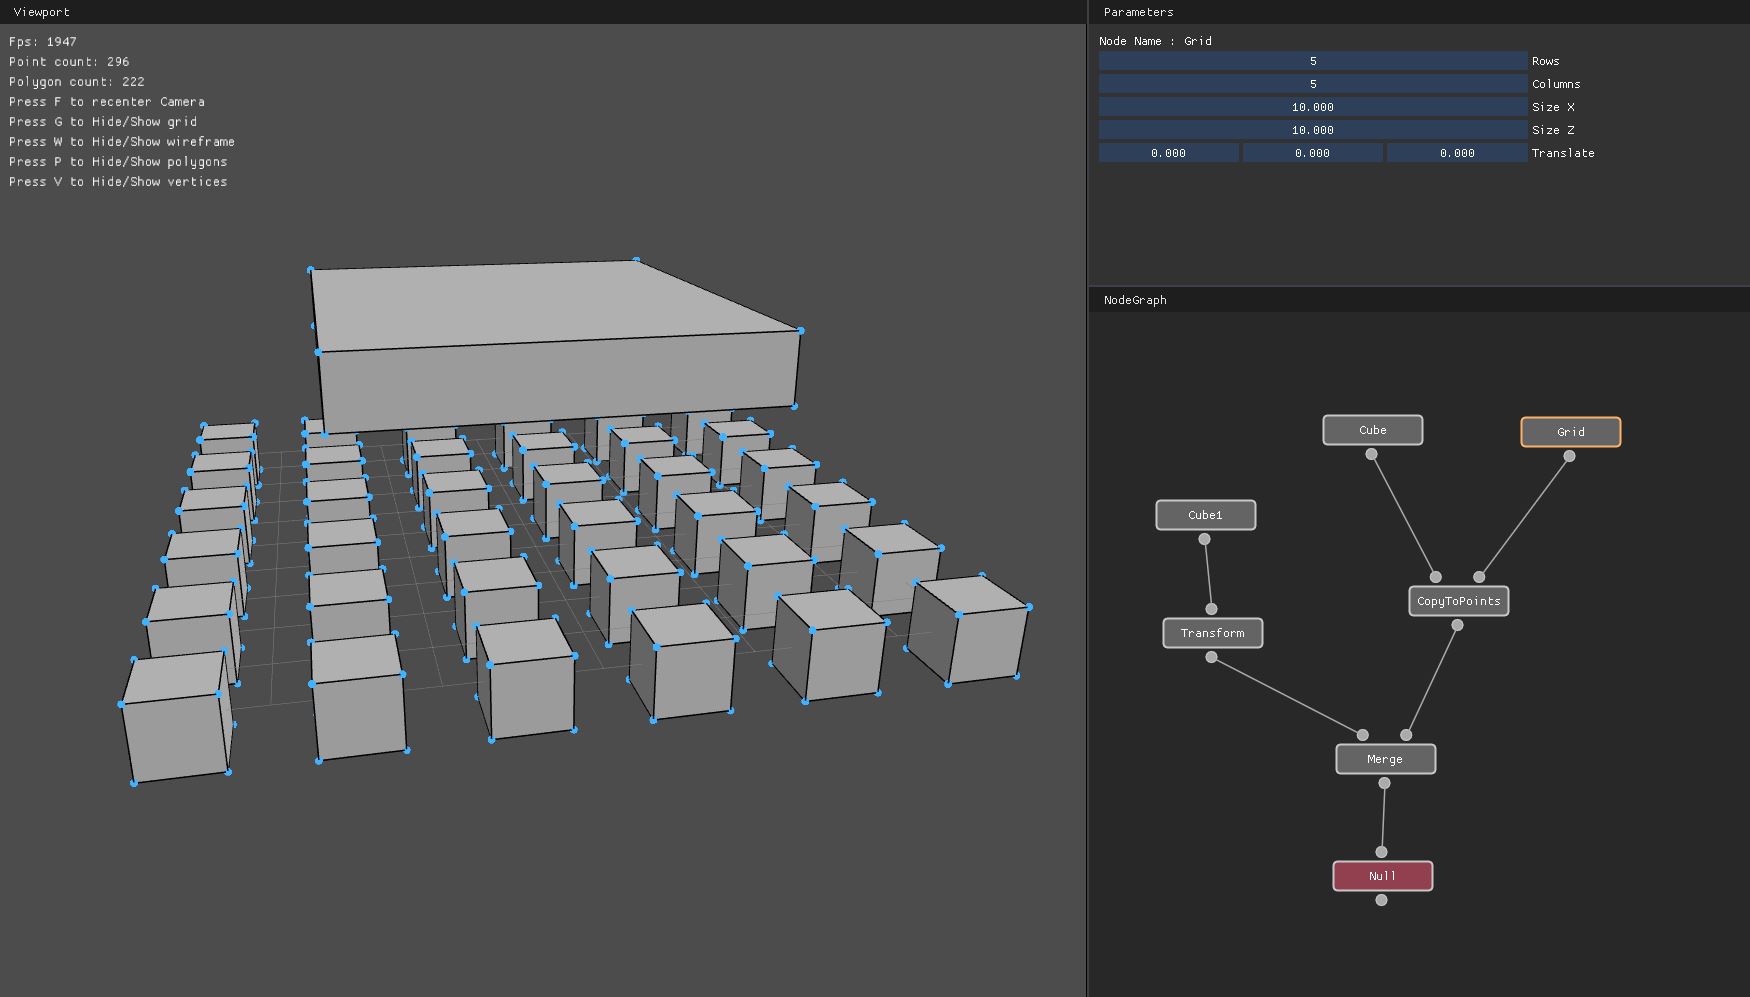 Viewport
Fps: 1947
Point count: 296
Polygon count: 222
Press F to recenter Camera
Press G to Hide/Show grid
Press W to Hide/Show wireframe
Press P to Hide/Show polygons
Press V to Hide/Show vertices
Parameters
Node Name : Grid
5 Rows
5 Columns
10.000 Size X
10.000 Size Z
0.000 0.000 0.000 Translate
NodeGraph
Cube
Grid
Cube1
CopyToPoints
Transform
Merge
Null